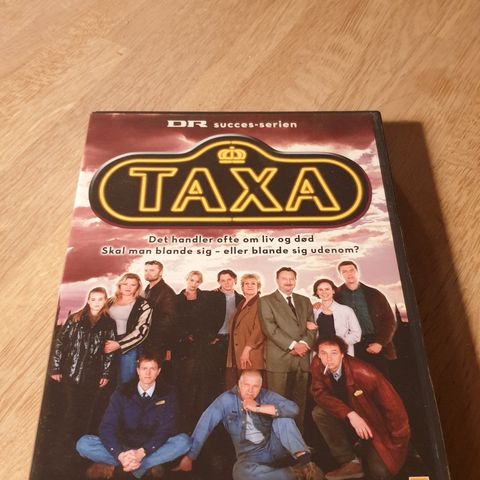 DR succes-serien
TAXA
Det handler ofte om liv og død
Skal man blande sig – eller blande sig udenom?